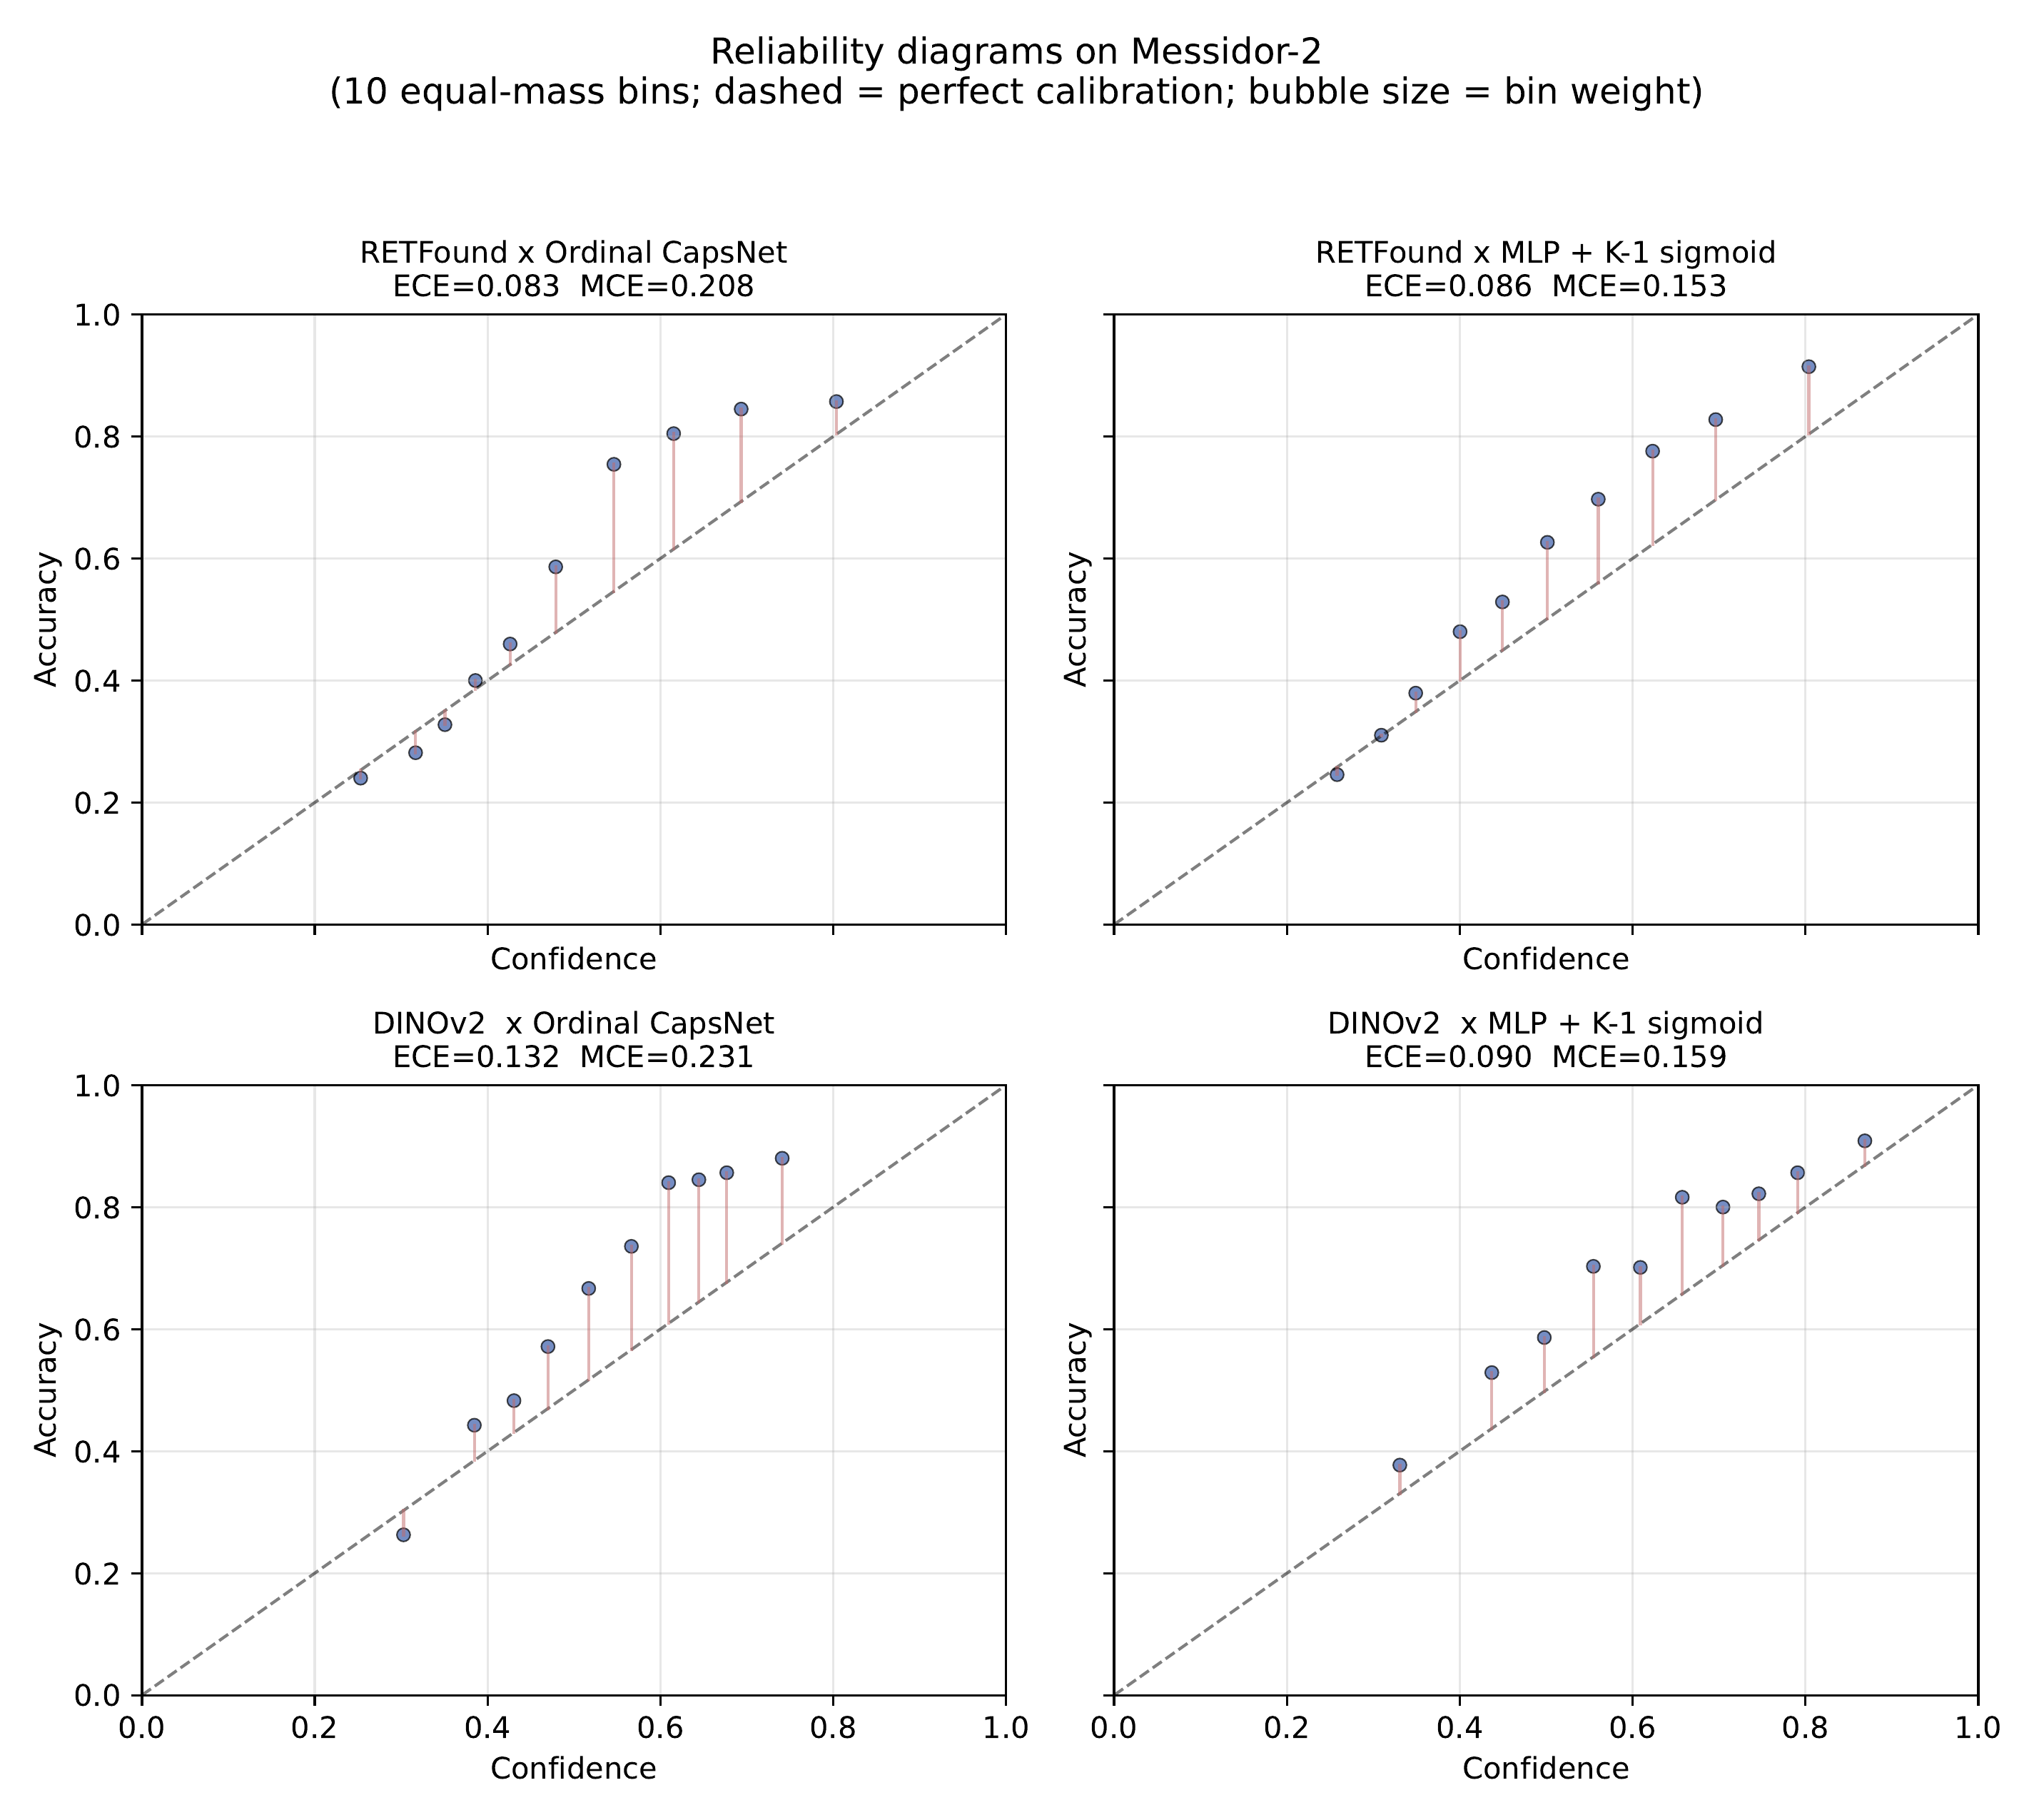 Reliability diagrams on Messidor-2
(10 equal-mass bins; dashed = perfect calibration; bubble size = bin weight)
RETFound x Ordinal CapsNet
ECE=0.083  MCE=0.208
1.0
0.8
0.6
0.4
0.2
0.0
Accuracy
Confidence
RETFound x MLP + K-1 sigmoid
ECE=0.086  MCE=0.153
Accuracy
Confidence
DINOv2  x Ordinal CapsNet
ECE=0.132  MCE=0.231
1.0
0.8
0.6
0.4
0.2
0.0
Accuracy
0.0 0.2 0.4 0.6 0.8 1.0
Confidence
DINOv2  x MLP + K-1 sigmoid
ECE=0.090  MCE=0.159
Accuracy
0.0 0.2 0.4 0.6 0.8 1.0
Confidence